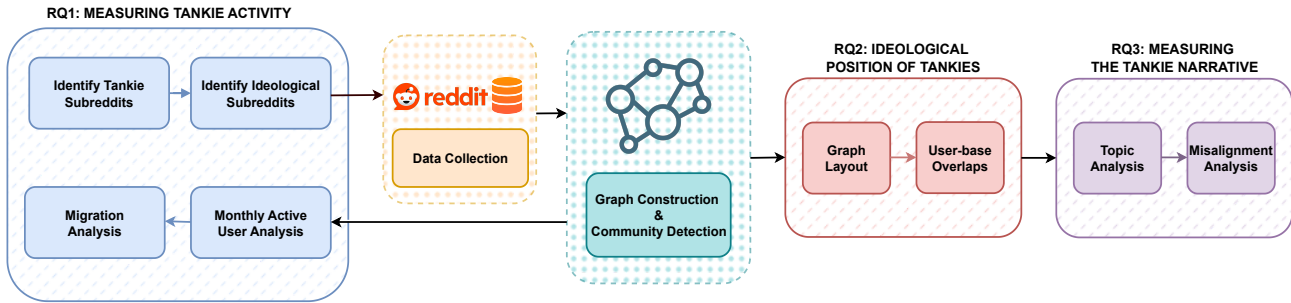 RQ1: MEASURING TANKIE ACTIVITY
Identify Tankie
Subreddits
Identify Ideological
Subreddits
Migration
Analysis
Monthly Active
User Analysis
reddit
Data Collection
Graph Construction
&
Community Detection
RQ2: IDEOLOGICAL
POSITION OF TANKIES
Graph
Layout
User-base
Overlaps
RQ3: MEASURING
THE TANKIE NARRATIVE
Topic
Analysis
Misalignment
Analysis